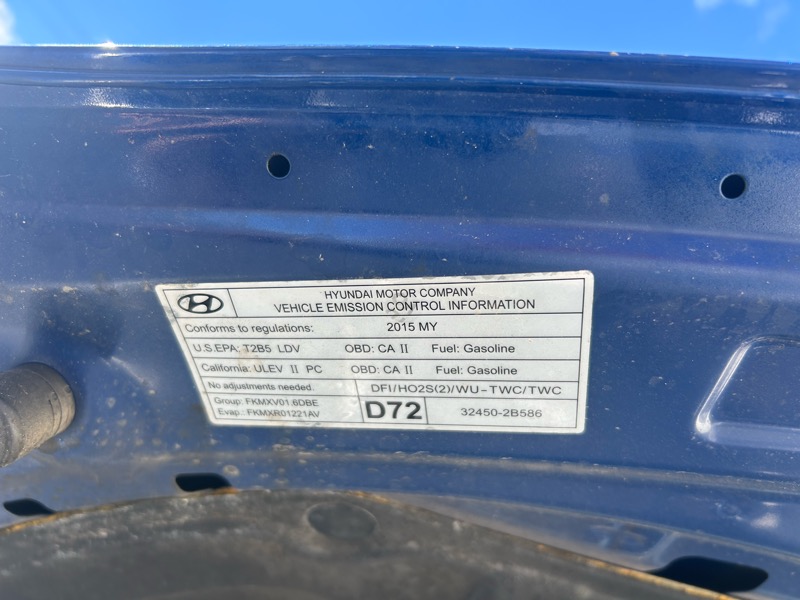 HYUNDAI MOTOR COMPANY
VEHICLE EMISSION CONTROL INFORMATION
Conforms to regulations: 2015 MY
U.S.EPA: T2B5 LDV OBD: CA II Fuel: Gasoline
California: ULEV II PC OBD: CA II Fuel: Gasoline
No adjustments needed. DFI/HO2S(2)/WU-TWC/TWC
Group: FKMXV01.6DBE
Evap.: FKMXR01221AV
D72 32450-2B586